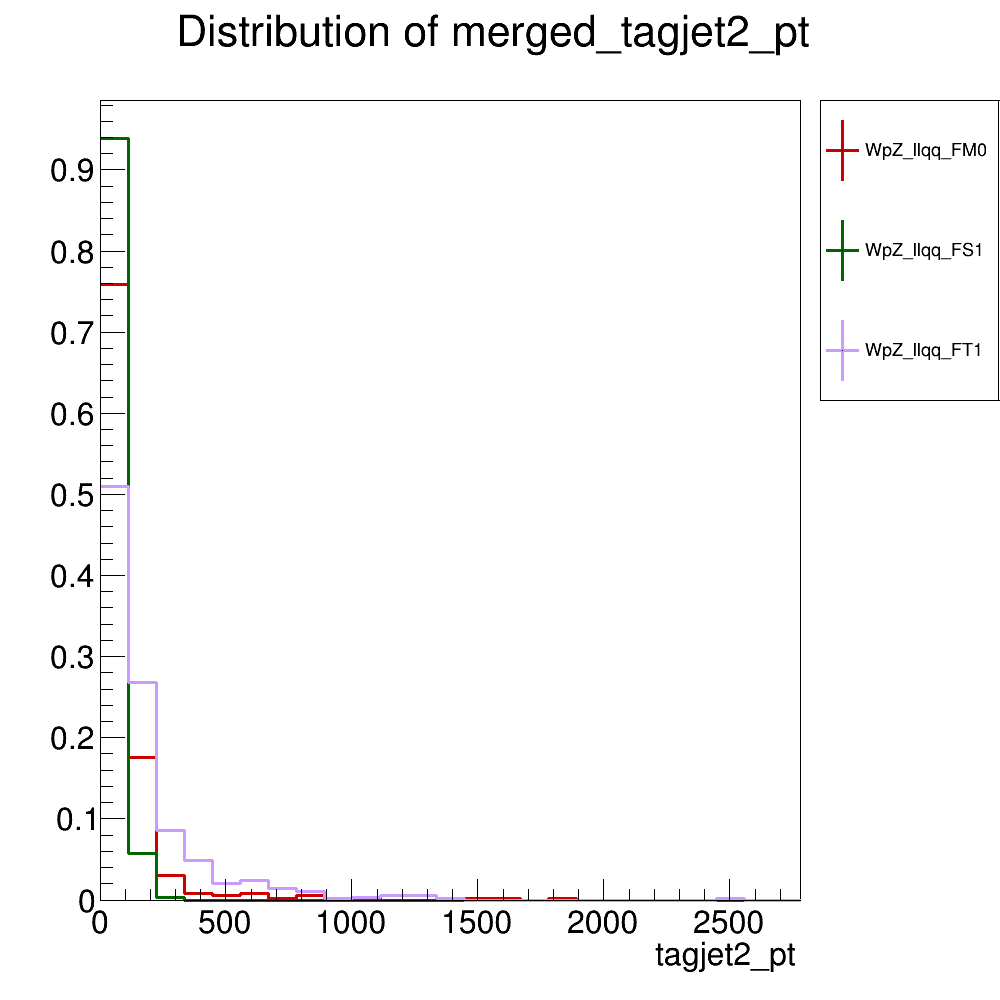 Distribution of merged_tagjet2_pt
WpZ_llqq_FM0
WpZ_llqq_FS1
WpZ_llqq_FT1
0.9
0.8
0.7
0.6
0.5
0.4
0.3
0.2
0.1
0
0 500 1000 1500 2000 2500
tagjet2_pt